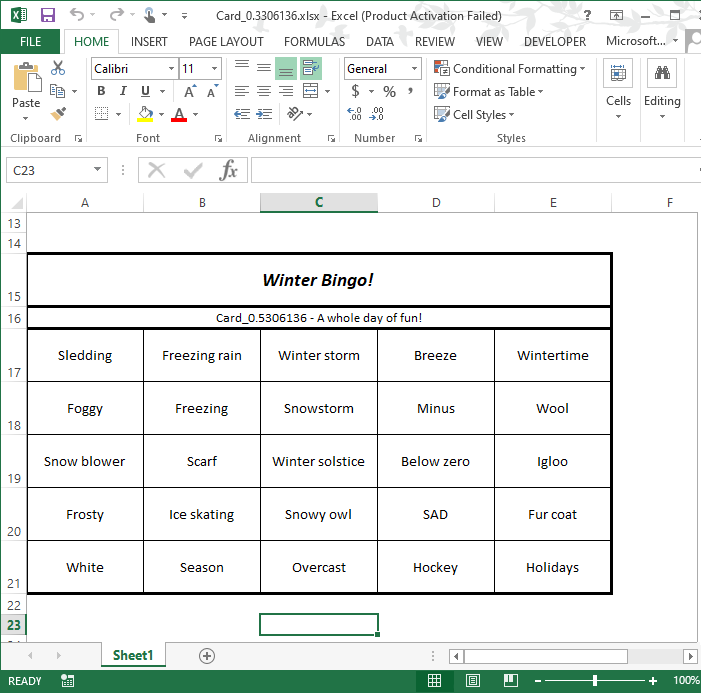 Card_0.3306136.xlsx - Excel (Product Activation Failed)
FILE HOME INSERT PAGE LAYOUT FORMULAS DATA REVIEW VIEW DEVELOPER Microsoft...
Paste
Calibri 11
B I U A A
A
General
$ % ,
.00 .00
Conditional Formatting
Format as Table
Cell Styles
Cells
Editing
Clipboard Font Alignment Number Styles
C23 fx
A B C D E F
13
14
15 Winter Bingo!
16 Card_0.5306136 - A whole day of fun!
17 Sledding Freezing rain Winter storm Breeze Wintertime
18 Foggy Freezing Snowstorm Minus Wool
19 Snow blower Scarf Winter solstice Below zero Igloo
20 Frosty Ice skating Snowy owl SAD Fur coat
21 White Season Overcast Hockey Holidays
22
23
Sheet1
READY 100%